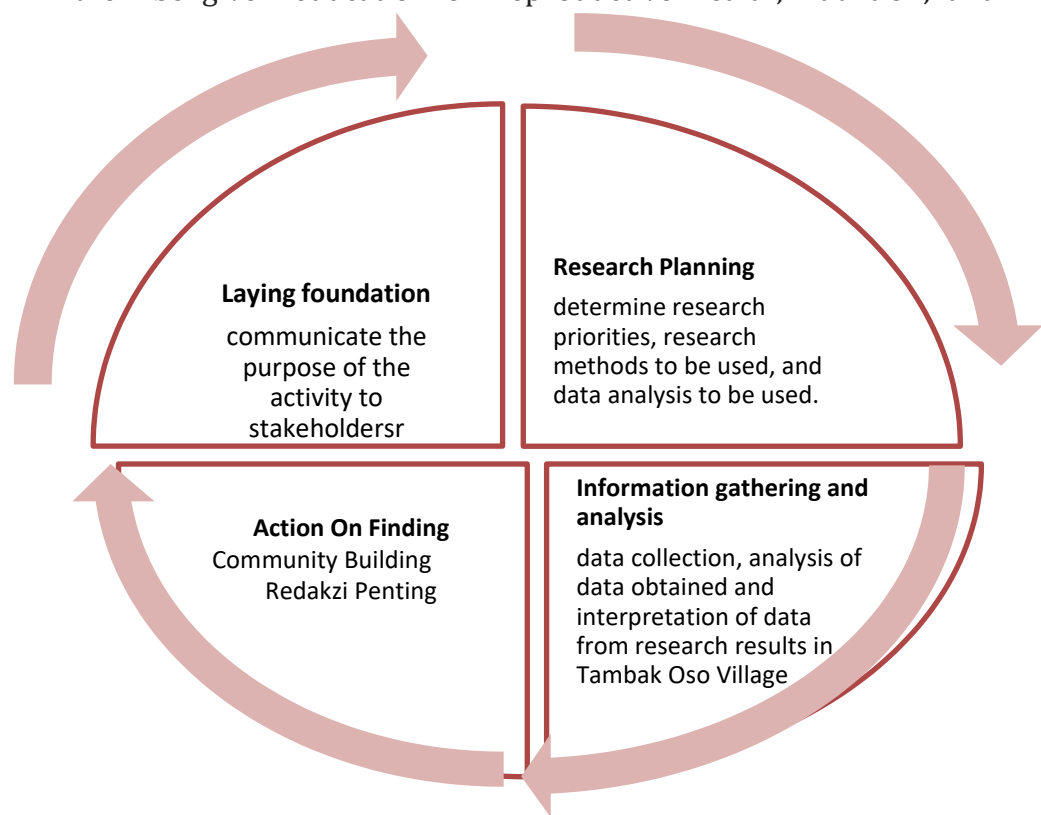 Laying foundation
communicate the
purpose of the
activity to
stakeholdersr
Research Planning
determine research
priorities, research
methods to be used, and
data analysis to be used.
Action On Finding
Community Building
Redakzi Penting
Information gathering and
analysis
data collection, analysis of
data obtained and
interpretation of data
from research results in
Tambak Oso Village